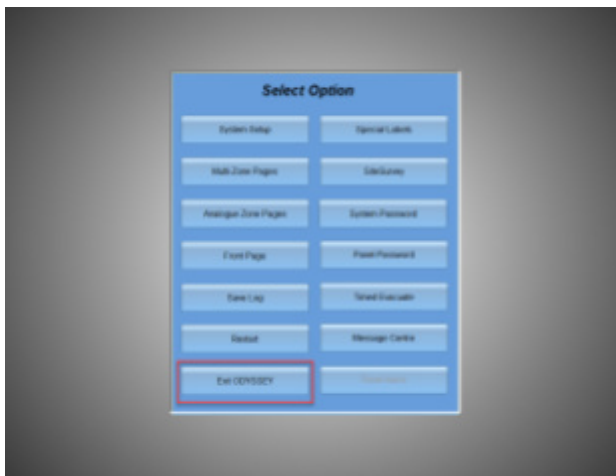 Select Option
System Setup
Special Labels
Multi-Zone Pages
SiteSurvey
Analogue Zone Pages
System Password
Front Page
Panel Password
Save Log
Timed Evacuate
Restart
Message Centre
Exit ODYSSEY